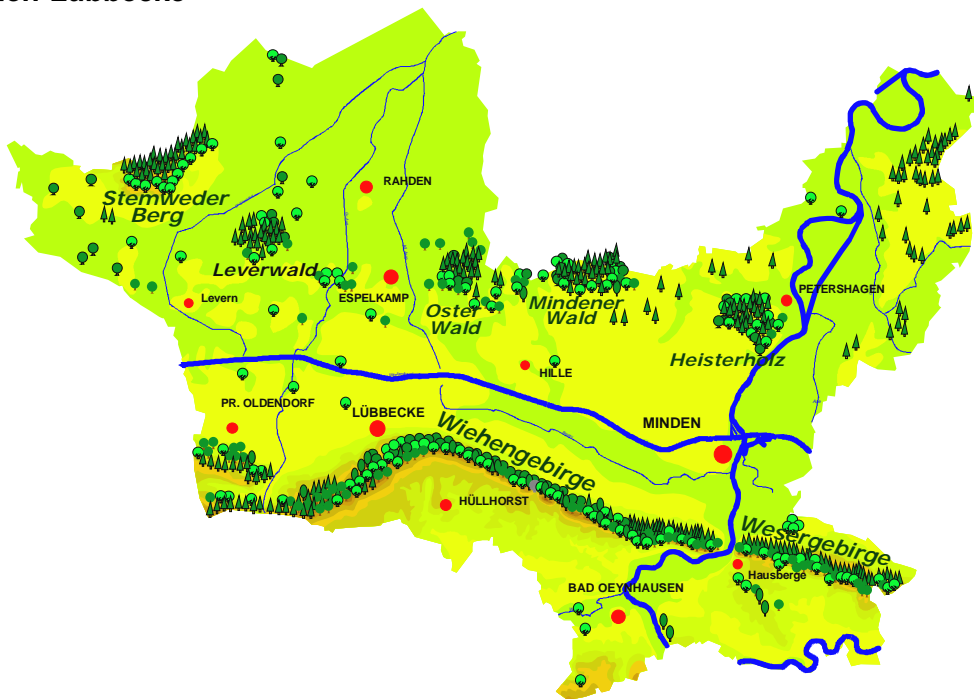 RAHDEN
Stemweder
Berg
Leverwald
Levern
ESPELKAMP
Oster
Wald
Mindener
Wald
PETERSHAGEN
Heisterholz
HILLE
PR. OLDENDORF
LÜBBECKE
MINDEN
Wiehengebirge
HÜLLHORST
Wesergebirge
Hausberge
BAD OEYNHAUSEN